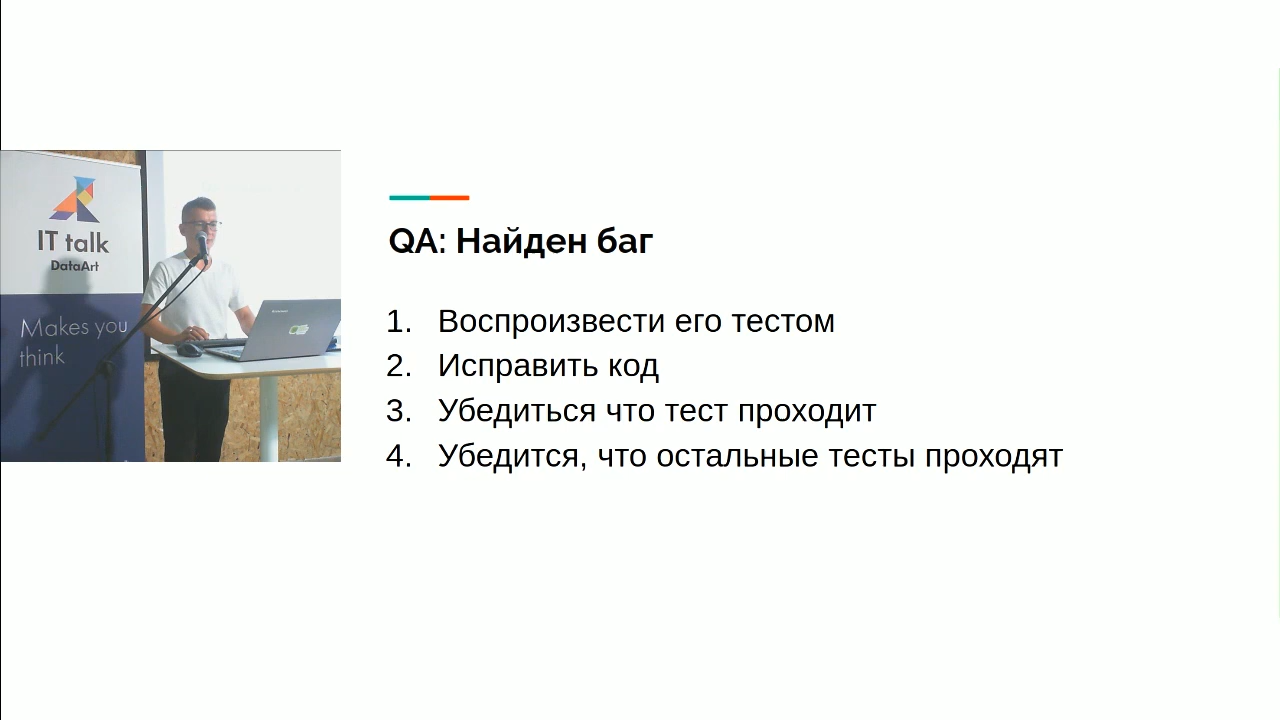 IT talk
DataArt
Makes you
think
QA: Найден баг
1. Воспроизвести его тестом
2. Исправить код
3. Убедиться что тест проходит
4. Убедится, что остальные тесты проходят